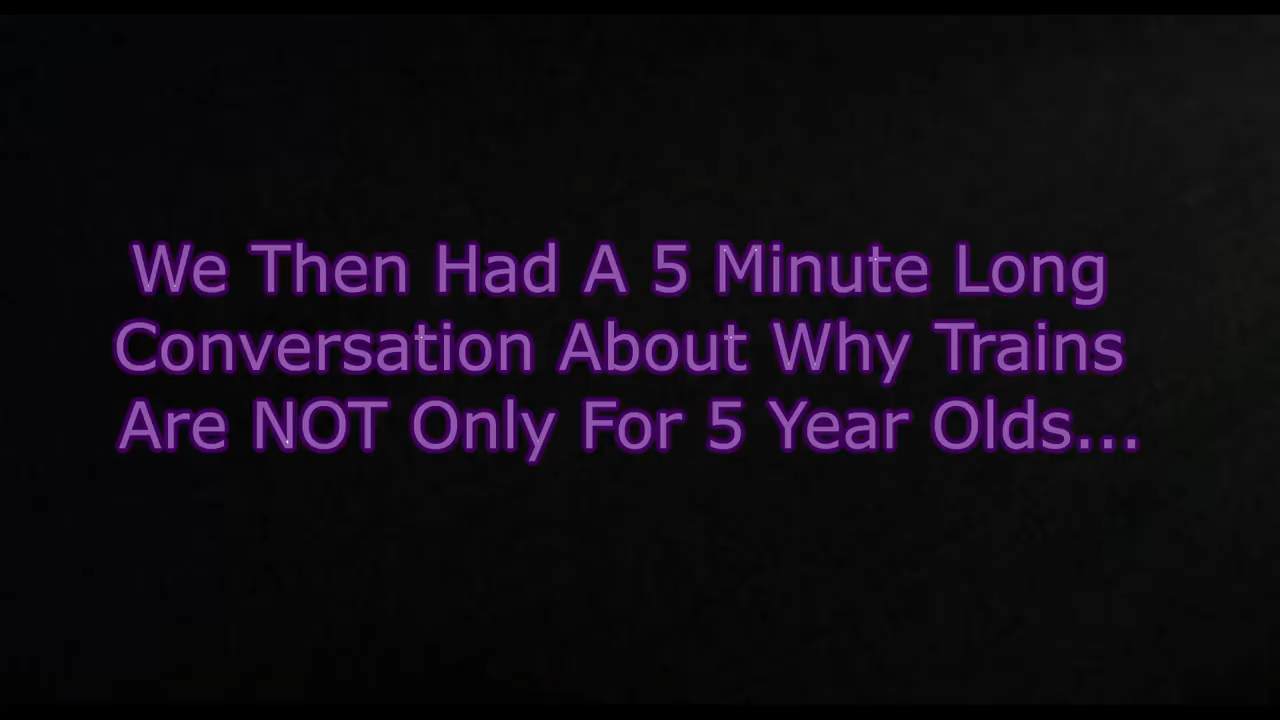 We Then Had A 5 Minute Long
Conversation About Why Trains
Are NOT Only For 5 Year Olds...